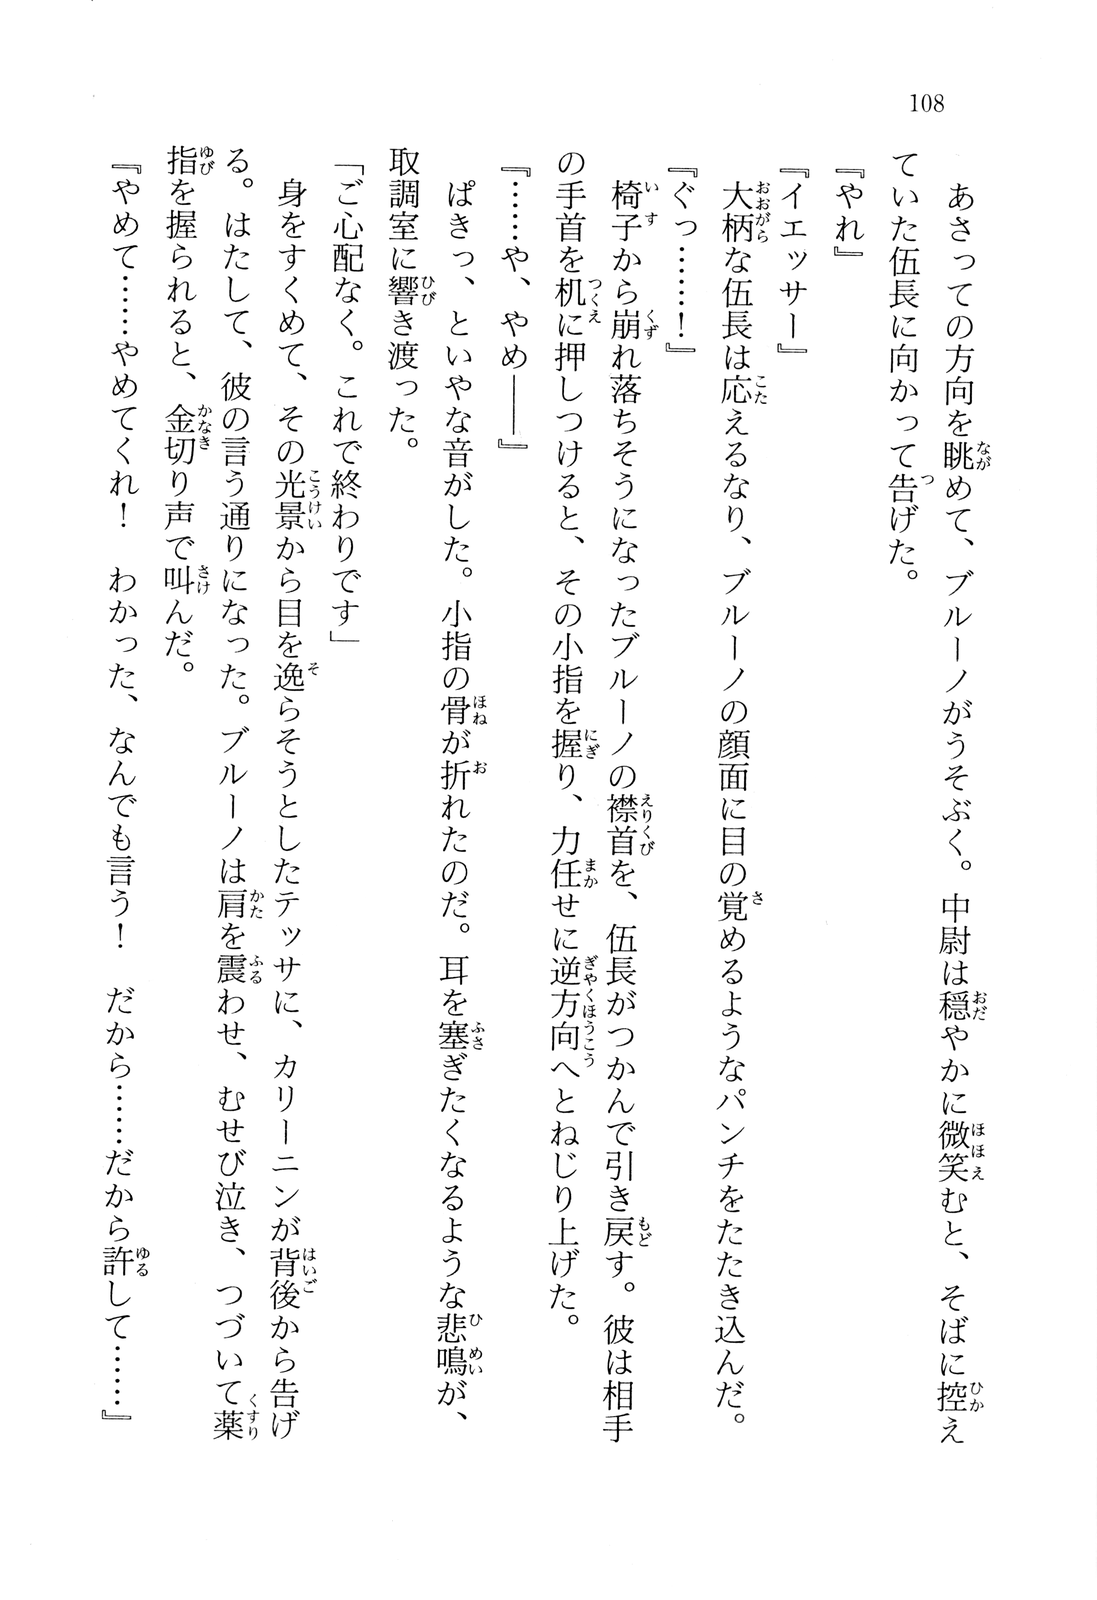 108
　あさっての方向を眺めて、ブルーノがうそぶく。中尉は穏やかに微笑むと、そばに控え
ていた伍長に向かって告げた。
『やれ』
『イエッサー』
　大柄な伍長は応えるなり、ブルーノの顔面に目の覚めるようなパンチをたたき込んだ。
『ぐっ……！』
　椅子から崩れ落ちそうになったブルーノの襟首を、伍長がつかんで引き戻す。彼は相手
の手首を机に押しつけると、その小指を握り、力任せに逆方向へとねじり上げた。
『……や、やめ――』
　ぱきっ、といやな音がした。小指の骨が折れたのだ。耳を塞ぎたくなるような悲鳴が、
取調室に響き渡った。
「ご心配なく。これで終わりです」
　身をすくめて、その光景から目を逸らそうとしたテッサに、カリーニンが背後から告げ
る。はたして、彼の言う通りになった。ブルーノは肩を震わせ、むせび泣き、つづいて薬
指を握られると、金切り声で叫んだ。
『やめて……やめてくれ！　わかった、なんでも言う！　だから……だから許して……』